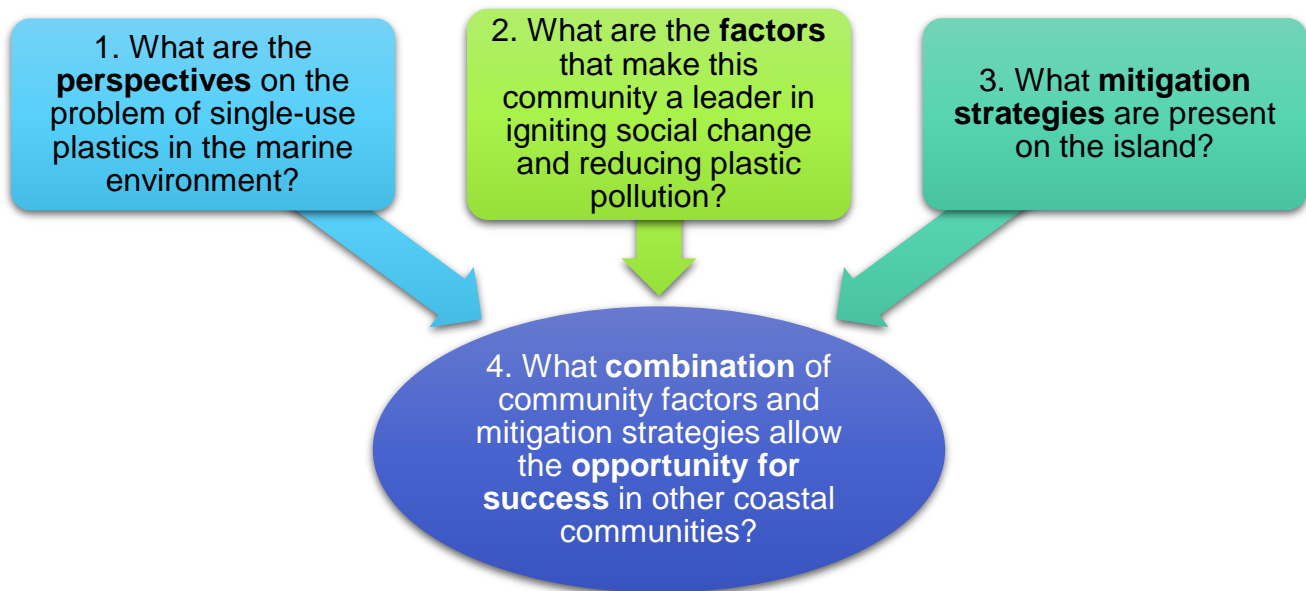 1. What are the
perspectives on the
problem of single-use
plastics in the marine
environment?
2. What are the factors
that make this
community a leader in
igniting social change
and reducing plastic
pollution?
3. What mitigation
strategies are present
on the island?
4. What combination of
community factors and
mitigation strategies allow
the opportunity for
success in other coastal
communities?